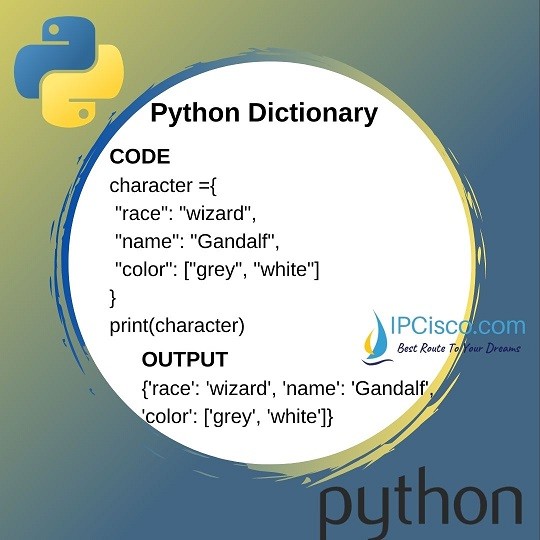 Python Dictionary
CODE
character ={
"race": "wizard",
"name": "Gandalf",
"color": ["grey", "white"]
}
print(character)
IPCisco.com
Best Route To Your Dreams
OUTPUT
{'race': 'wizard', 'name': 'Gandalf',
'color': ['grey', 'white']}
python